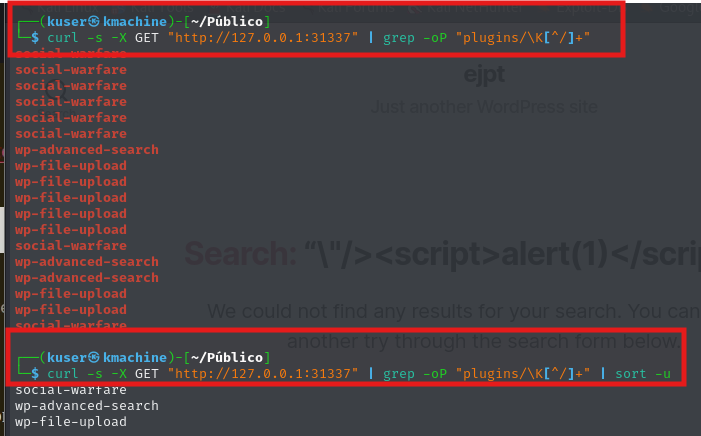 ┌──(kuser㉿kmachine)-[~/Público]
└─$ curl -s -X GET "http://127.0.0.1:31337" | grep -oP "plugins/\K[^/]+"
social-warfare
social-warfare
social-warfare
social-warfare
social-warfare
social-warfare
wp-advanced-search
wp-file-upload
wp-file-upload
wp-file-upload
wp-file-upload
wp-file-upload
social-warfare
wp-advanced-search
wp-advanced-search
wp-file-upload
wp-file-upload
social-warfare
ejpt
Just another WordPress site
Search: “\"/><script>alert(1)</scrip
We could not find any results for your search. You can
another try through the search form below.
┌──(kuser㉿kmachine)-[~/Público]
└─$ curl -s -X GET "http://127.0.0.1:31337" | grep -oP "plugins/\K[^/]+" | sort -u
social-warfare
wp-advanced-search
wp-file-upload